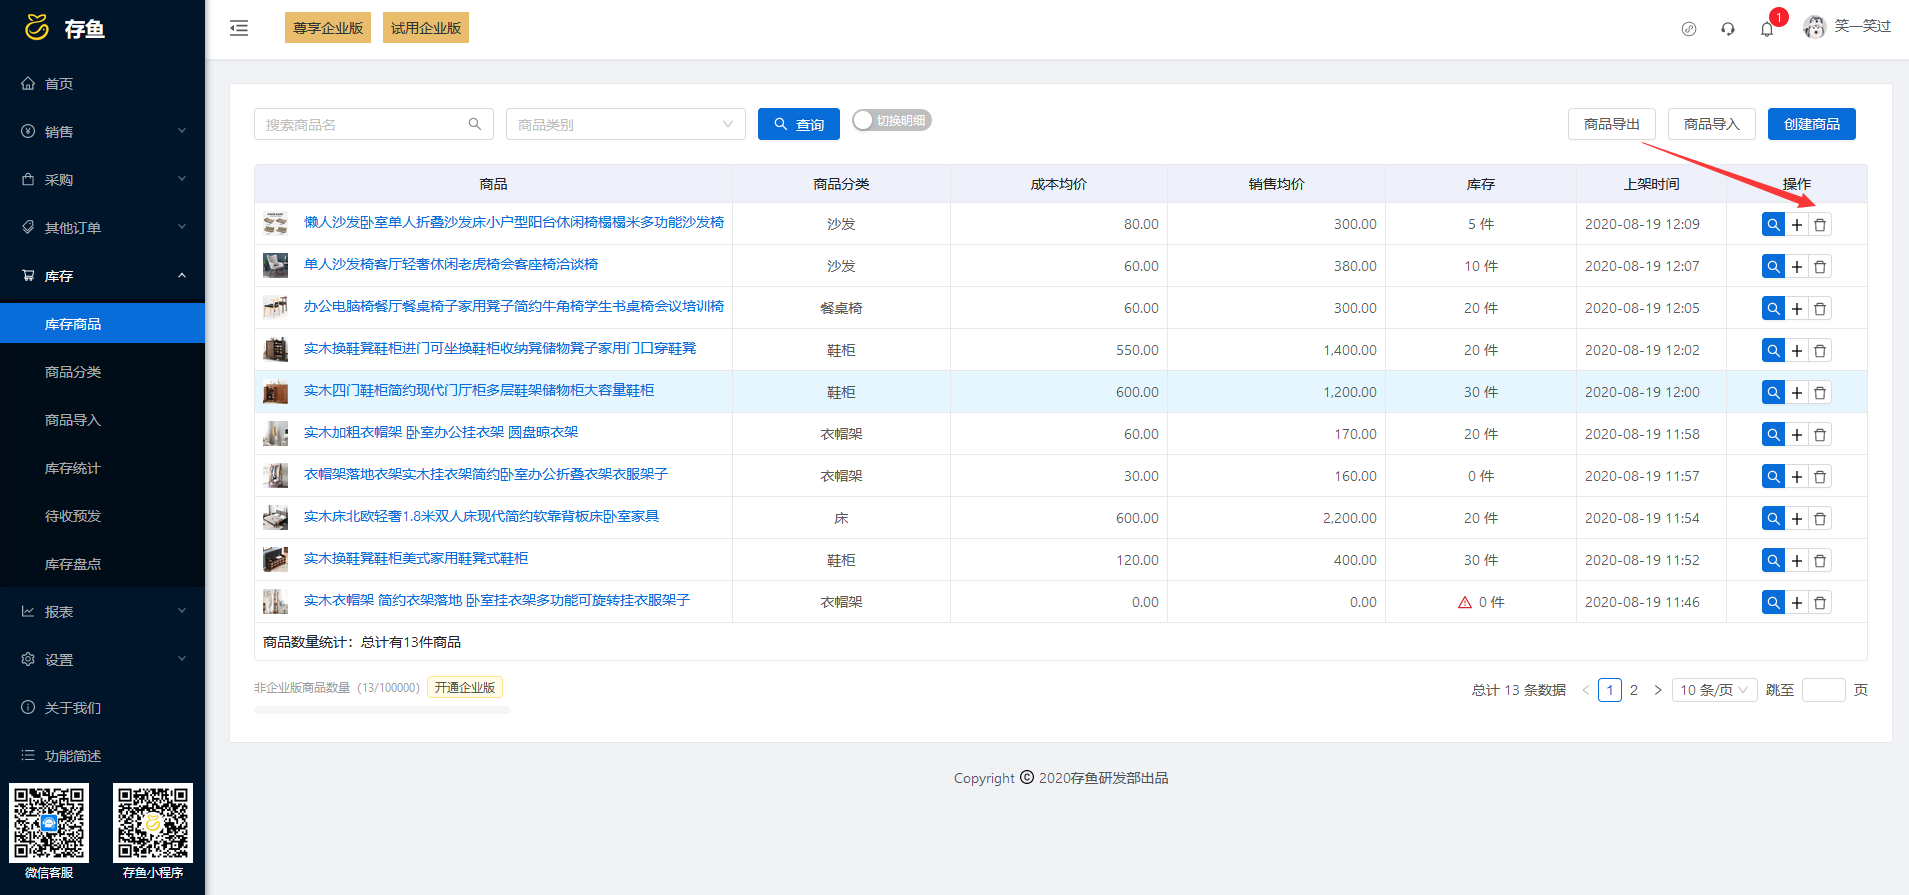 存鱼
尊享企业版
试用企业版
1
笑一笑过
首页
销售
采购
其他订单
库存
库存商品
商品分类
商品导入
库存统计
待收预发
库存盘点
报表
设置
关于我们
功能简述
微信客服
存鱼小程序
搜索商品名
商品类别
查询
切换明细
商品导出
商品导入
创建商品
商品 商品分类 成本均价 销售均价 库存 上架时间 操作
懒人沙发卧室单人折叠沙发床小户型阳台休闲椅榻榻米多功能沙发椅 沙发 80.00 300.00 5 件 2020-08-19 12:09
单人沙发椅客厅轻奢休闲老虎椅会客座椅洽谈椅 沙发 60.00 380.00 10 件 2020-08-19 12:07
办公电脑椅餐厅餐桌椅子家用凳子简约牛角椅学生书桌椅会议培训椅 餐桌椅 60.00 300.00 20 件 2020-08-19 12:05
实木换鞋凳鞋柜进门可坐换鞋柜收纳凳储物凳子家用门口穿鞋凳 鞋柜 550.00 1,400.00 20 件 2020-08-19 12:02
实木四门鞋柜简约现代门厅柜多层鞋架储物柜大容量鞋柜 鞋柜 600.00 1,200.00 30 件 2020-08-19 12:00
实木加粗衣帽架 卧室办公挂衣架 圆盘晾衣架 衣帽架 60.00 170.00 20 件 2020-08-19 11:58
衣帽架落地衣架实木挂衣架简约卧室办公折叠衣架衣服架子 衣帽架 30.00 160.00 0 件 2020-08-19 11:57
实木床北欧轻奢1.8米双人床现代简约软靠背板床卧室家具 床 600.00 2,200.00 20 件 2020-08-19 11:54
实木换鞋凳鞋柜美式家用鞋凳式鞋柜 鞋柜 120.00 400.00 30 件 2020-08-19 11:52
实木衣帽架 简约衣架落地 卧室挂衣架多功能可旋转挂衣服架子 衣帽架 0.00 0.00 0 件 2020-08-19 11:46
商品数量统计：总计有13件商品
非企业版商品数量（13/100000） 开通企业版
总计 13 条数据 < 1 2 > 10 条/页 跳至 页
Copyright © 2020存鱼研发部出品